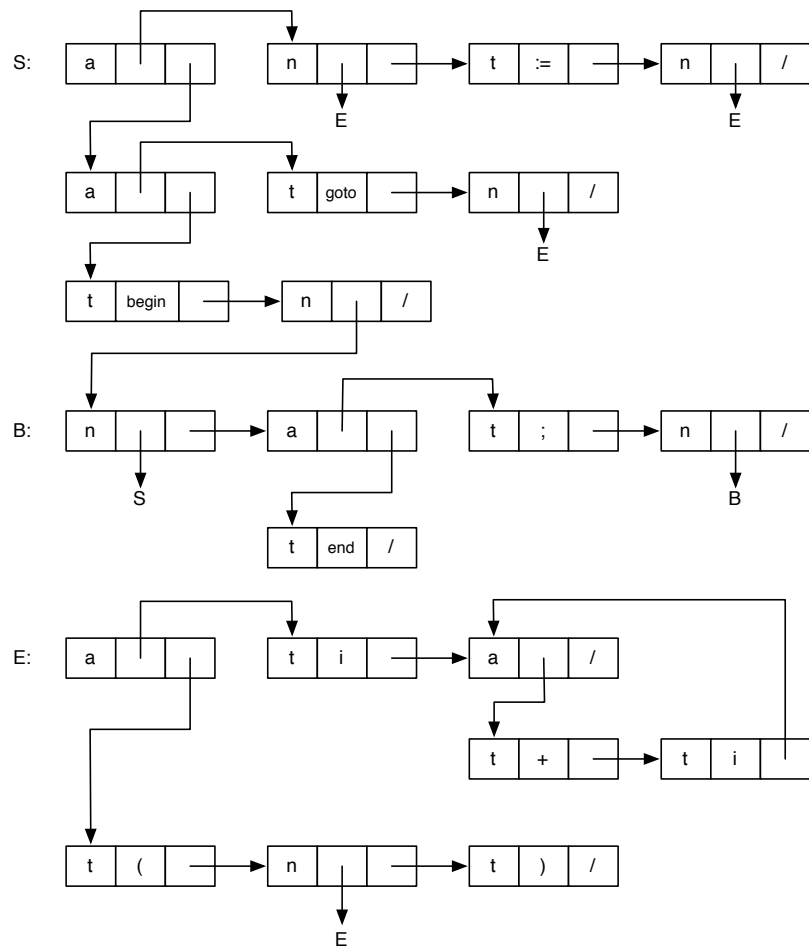 S: a n t := n /
E E
a t goto n /
E
t begin n /
B: n a t ; n /
S B
t end /
E: a t i a /
t + t i
t ( n t ) /
E